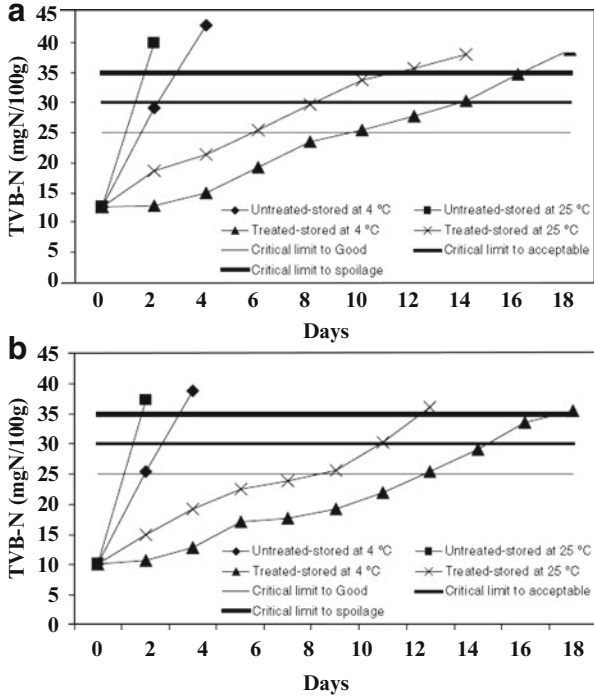 a
TVB-N (mgN/100g)
45
40
35
30
25
20
15
10
5
0
Untreated-stored at 4 °C
Untreated-stored at 25 °C
Treated-stored at 4 °C
Treated-stored at 25 °C
Critical limit to Good
Critical limit to acceptable
Critical limit to spoilage
0 2 4 6 8 10 12 14 16 18
Days
b
TVB-N (mgN/100g)
45
40
35
30
25
20
15
10
5
0
Untreated-stored at 4 °C
Untreated-stored at 25 °C
Treated-stored at 4 °C
Treated-stored at 25 °C
Critical limit to Good
Critical limit to acceptable
Critical limit to spoilage
0 2 4 6 8 10 12 14 16 18
Days